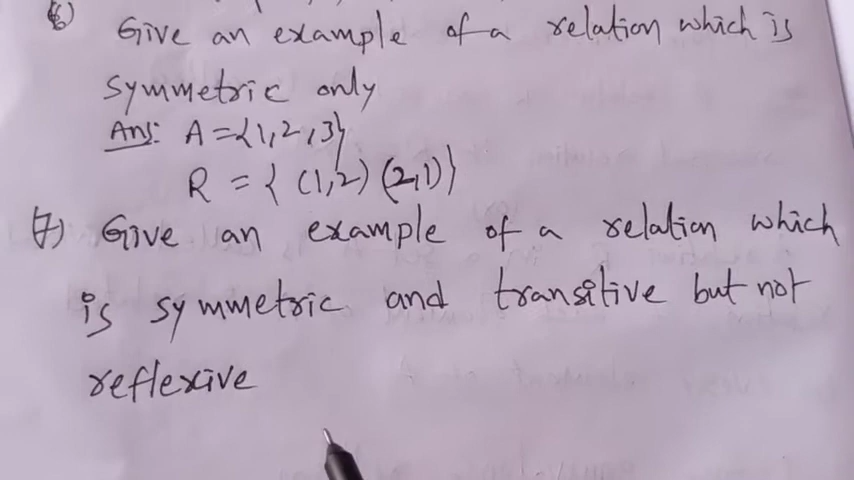 6) Give an example of a relation which is
symmetric only
Ans: A = {1,2,3}
R = { (1,2) (2,1)}
7) Give an example of a relation which
is symmetric and transitive but not
reflexive